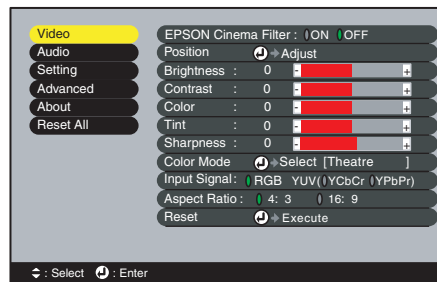 Video
Audio
Setting
Advanced
About
Reset All
EPSON Cinema Filter : ON OFF
Position Adjust
Brightness : 0 - +
Contrast : 0 - +
Color : 0 - +
Tint : 0 - +
Sharpness : 0 - +
Color Mode Select [Theatre ]
Input Signal: RGB YUV( YCbCr YPbPr)
Aspect Ratio : 4: 3 16: 9
Reset Execute
: Select : Enter